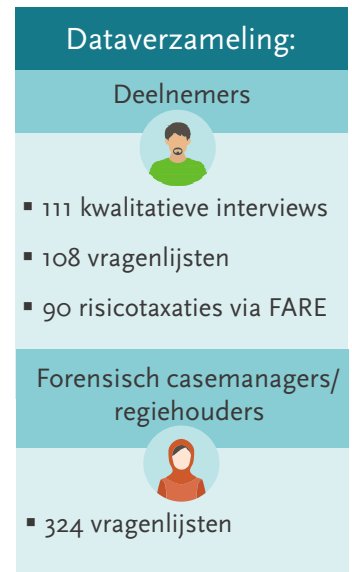 Dataverzameling:
Deelnemers
▪ 111 kwalitatieve interviews
▪ 108 vragenlijsten
▪ 90 risicotaxaties via FARE
Forensisch casemanagers/
regiehouders
▪ 324 vragenlijsten